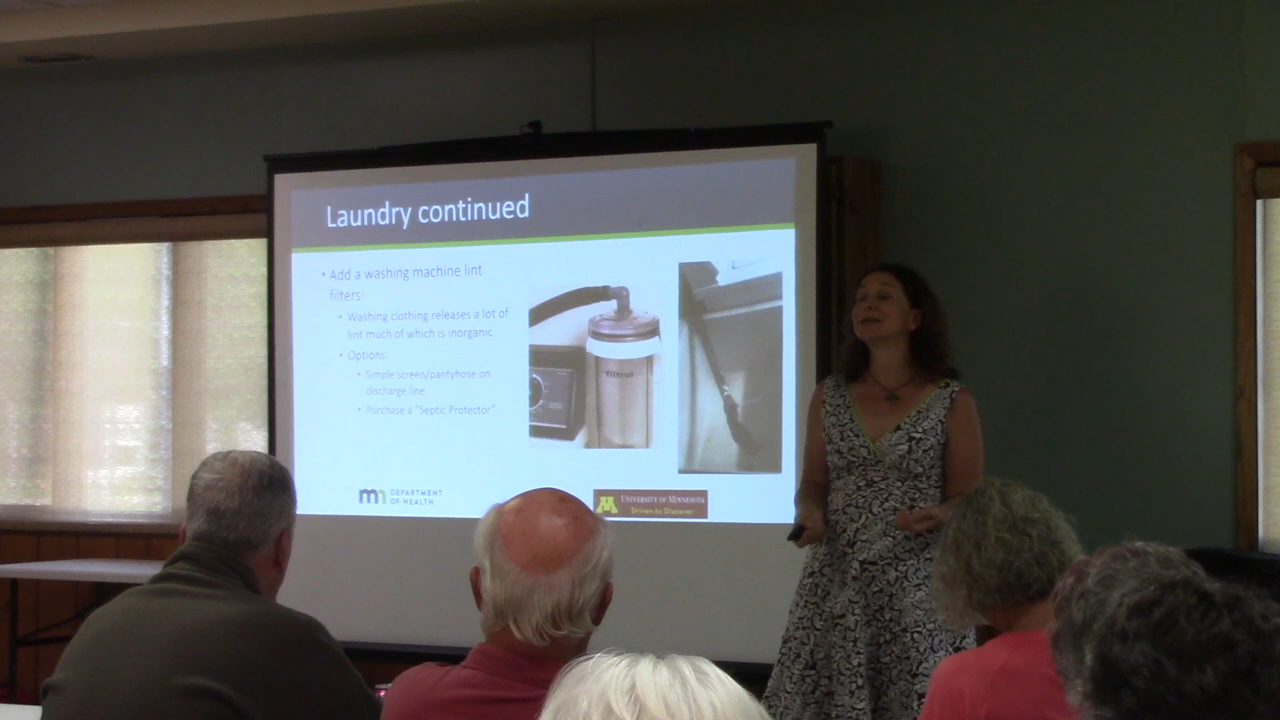 Laundry continued
• Add a washing machine lint
filters:
• Washing clothing releases a lot of
lint much of which is inorganic
• Options:
• Simple screen/pantyhose on
discharge line
• Purchase a "Septic Protector"
filtrol
mn DEPARTMENT
OF HEALTH
M UNIVERSITY OF MINNESOTA
Driven to Discover